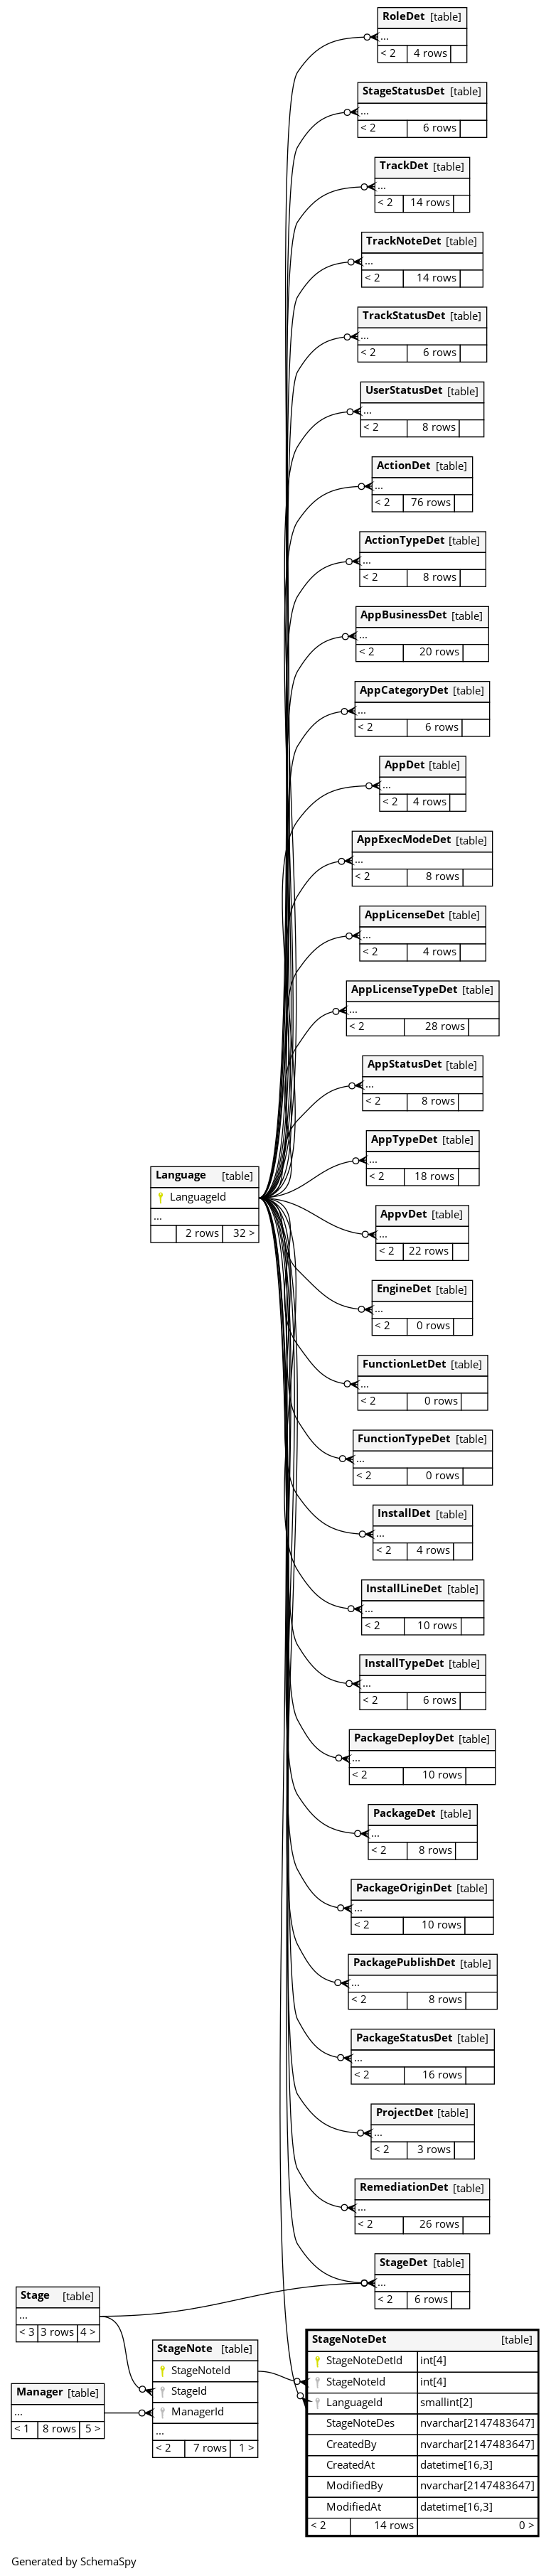 RoleDet [table]
...
< 2 4 rows
StageStatusDet [table]
...
< 2 6 rows
TrackDet [table]
...
< 2 14 rows
TrackNoteDet [table]
...
< 2 14 rows
TrackStatusDet [table]
...
< 2 6 rows
UserStatusDet [table]
...
< 2 8 rows
ActionDet [table]
...
< 2 76 rows
ActionTypeDet [table]
...
< 2 8 rows
AppBusinessDet [table]
...
< 2 20 rows
AppCategoryDet [table]
...
< 2 6 rows
AppDet [table]
...
< 2 4 rows
AppExecModeDet [table]
...
< 2 8 rows
AppLicenseDet [table]
...
< 2 4 rows
AppLicenseTypeDet [table]
...
< 2 28 rows
AppStatusDet [table]
...
< 2 8 rows
AppTypeDet [table]
...
< 2 18 rows
Language [table]
LanguageId
...
2 rows 32 >
AppvDet [table]
...
< 2 22 rows
EngineDet [table]
...
< 2 0 rows
FunctionLetDet [table]
...
< 2 0 rows
FunctionTypeDet [table]
...
< 2 0 rows
InstallDet [table]
...
< 2 4 rows
InstallLineDet [table]
...
< 2 10 rows
InstallTypeDet [table]
...
< 2 6 rows
PackageDeployDet [table]
...
< 2 10 rows
PackageDet [table]
...
< 2 8 rows
PackageOriginDet [table]
...
< 2 10 rows
PackagePublishDet [table]
...
< 2 8 rows
PackageStatusDet [table]
...
< 2 16 rows
ProjectDet [table]
...
< 2 3 rows
RemediationDet [table]
...
< 2 26 rows
StageDet [table]
...
< 2 6 rows
Stage [table]
...
< 3 3 rows 4 >
Manager [table]
...
< 1 8 rows 5 >
StageNote [table]
StageNoteId
StageId
ManagerId
...
< 2 7 rows 1 >
StageNoteDet [table]
StageNoteDetId int[4]
StageNoteId int[4]
LanguageId smallint[2]
StageNoteDes nvarchar[2147483647]
CreatedBy nvarchar[2147483647]
CreatedAt datetime[16,3]
ModifiedBy nvarchar[2147483647]
ModifiedAt datetime[16,3]
< 2 14 rows 0 >
Generated by SchemaSpy